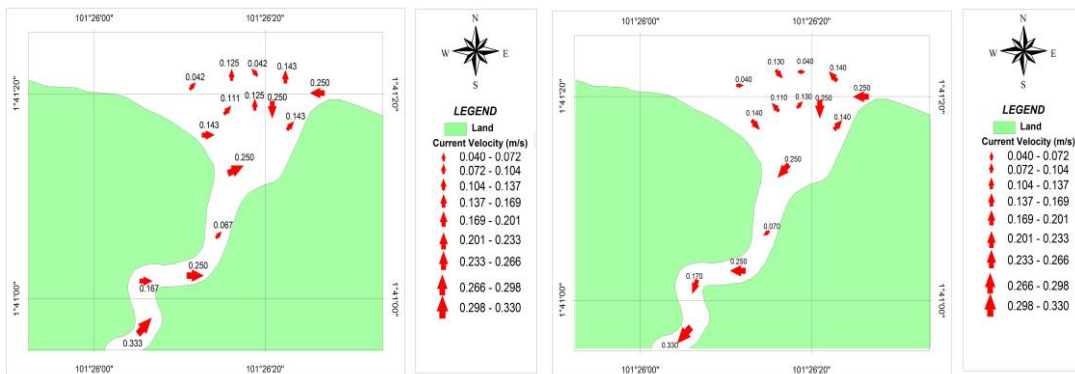 101°26'00"
101°26'20"
0.125
0.042
0.143
0.042
0.250
0.111
0.125
0.250
0.143
0.143
0.250
0.067
0.250
0.167
0.333
1°41'20"
1°41'20"
1°41'00"
1°41'00"
101°26'00"
101°26'20"
N
W
E
S
LEGEND
Land
Current Velocity (m/s)
0.040 - 0.072
0.072 - 0.104
0.104 - 0.137
0.137 - 0.169
0.169 - 0.201
0.201 - 0.233
0.233 - 0.266
0.266 - 0.298
0.298 - 0.330
101°26'00"
101°26'20"
0.130
0.040
0.140
0.040
0.250
0.110
0.130
0.250
0.140
0.140
0.250
0.070
0.250
0.170
0.330
1°41'20"
1°41'20"
1°41'00"
1°41'00"
101°26'00"
101°26'20"
N
W
E
S
LEGEND
Land
Current Velocity (m/s)
0.040 - 0.072
0.072 - 0.104
0.104 - 0.137
0.137 - 0.169
0.169 - 0.201
0.201 - 0.233
0.233 - 0.266
0.266 - 0.298
0.298 - 0.330